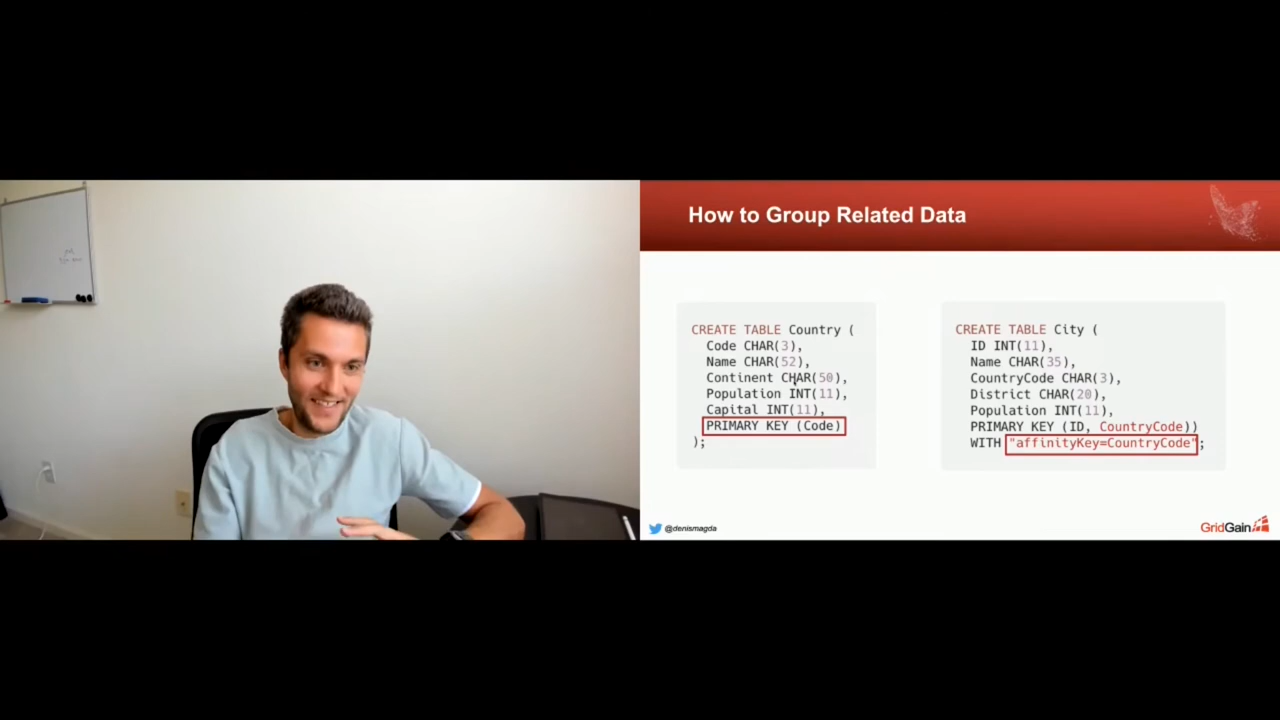 How to Group Related Data
CREATE TABLE Country (
Code CHAR(3),
Name CHAR(52),
Continent CHAR(50),
Population INT(11),
Capital INT(11),
PRIMARY KEY (Code)
);
CREATE TABLE City (
ID INT(11),
Name CHAR(35),
CountryCode CHAR(3),
District CHAR(20),
Population INT(11),
PRIMARY KEY (ID, CountryCode))
WITH "affinityKey=CountryCode";
@denismagda
GridGain